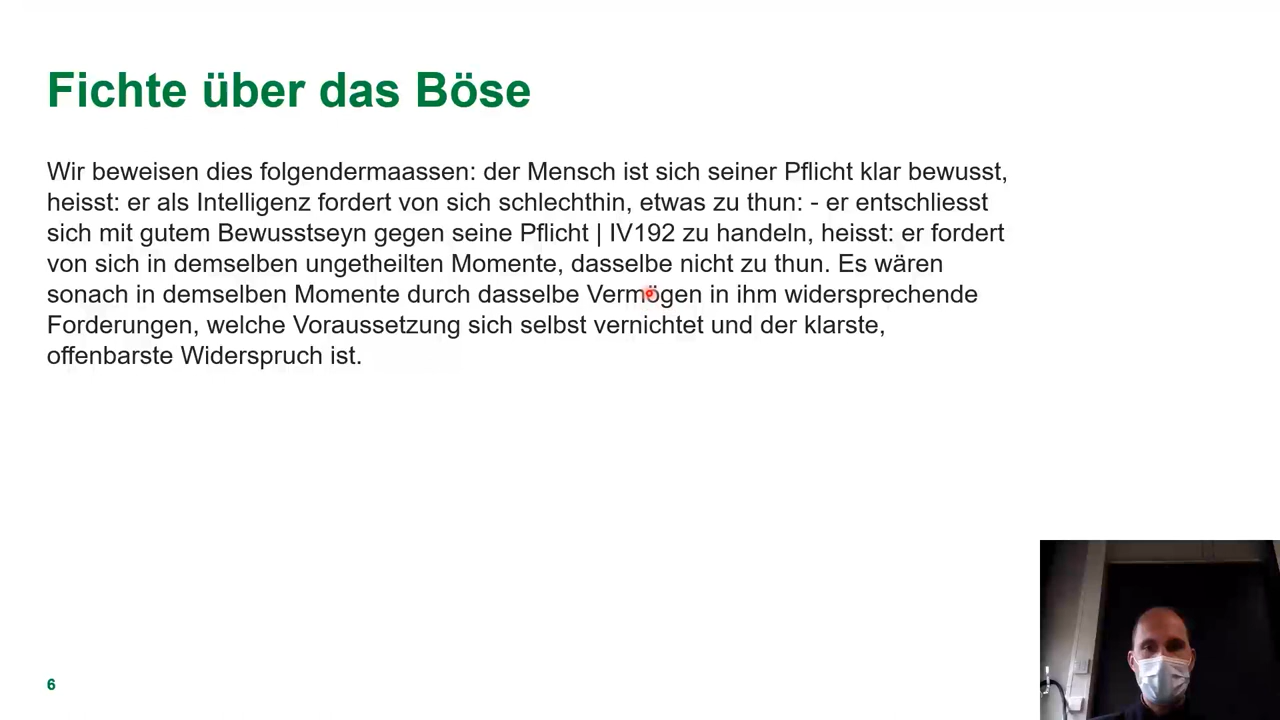 Fichte über das Böse
Wir beweisen dies folgendermaassen: der Mensch ist sich seiner Pflicht klar bewusst,
heisst: er als Intelligenz fordert von sich schlechthin, etwas zu thun: - er entschliesst
sich mit gutem Bewusstseyn gegen seine Pflicht | IV192 zu handeln, heisst: er fordert
von sich in demselben ungetheilten Momente, dasselbe nicht zu thun. Es wären
sonach in demselben Momente durch dasselbe Vermögen in ihm widersprechende
Forderungen, welche Voraussetzung sich selbst vernichtet und der klarste,
offenbarste Widerspruch ist.
6